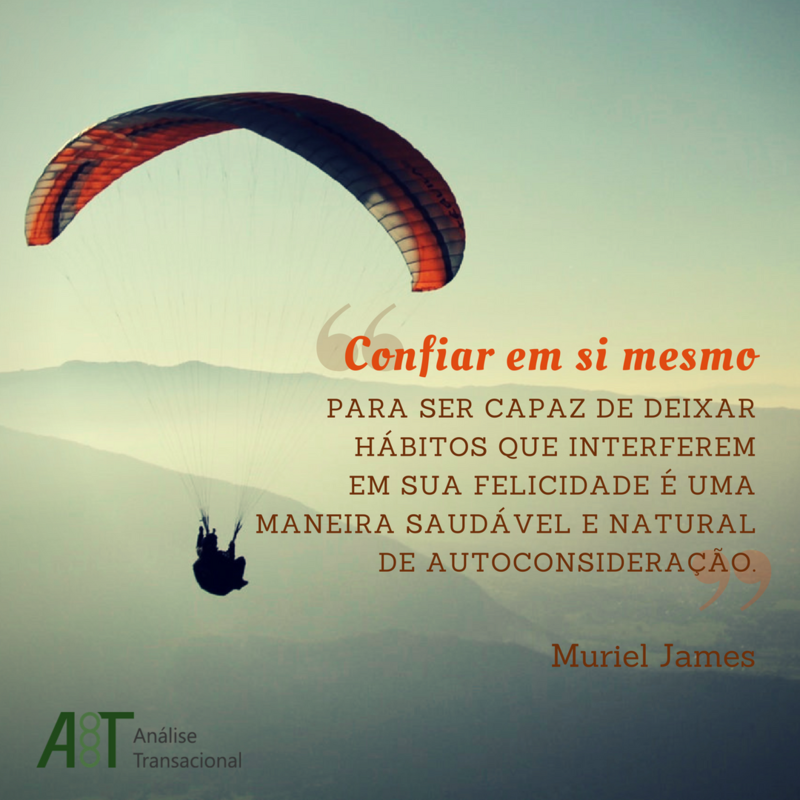 “Confiar em si mesmo
PARA SER CAPAZ DE DEIXAR
HÁBITOS QUE INTERFEREM
EM SUA FELICIDADE É UMA
MANEIRA SAUDÁVEL E NATURAL
DE AUTOCONSIDERAÇÃO.”
Muriel James
AT Análise
Transacional